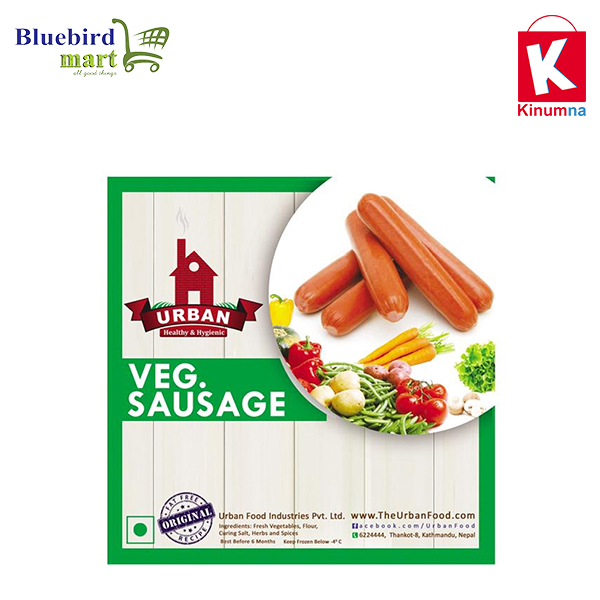 Bluebird
mart
all good things
K
Kinumna
URBAN
Healthy & Hygienic
VEG.
SAUSAGE
FAT FREE
ORIGINAL
RECIPE
Urban Food Industries Pvt. Ltd.
Ingredients: Fresh Vegetables, Flour,
Curing Salt, Herbs and Spices
Best Before 6 Months Keep Frozen Below -4° C
www.TheUrbanFood.com
facebook.com/UrbanFood
6224444, Thankot-8, Kathmandu, Nepal